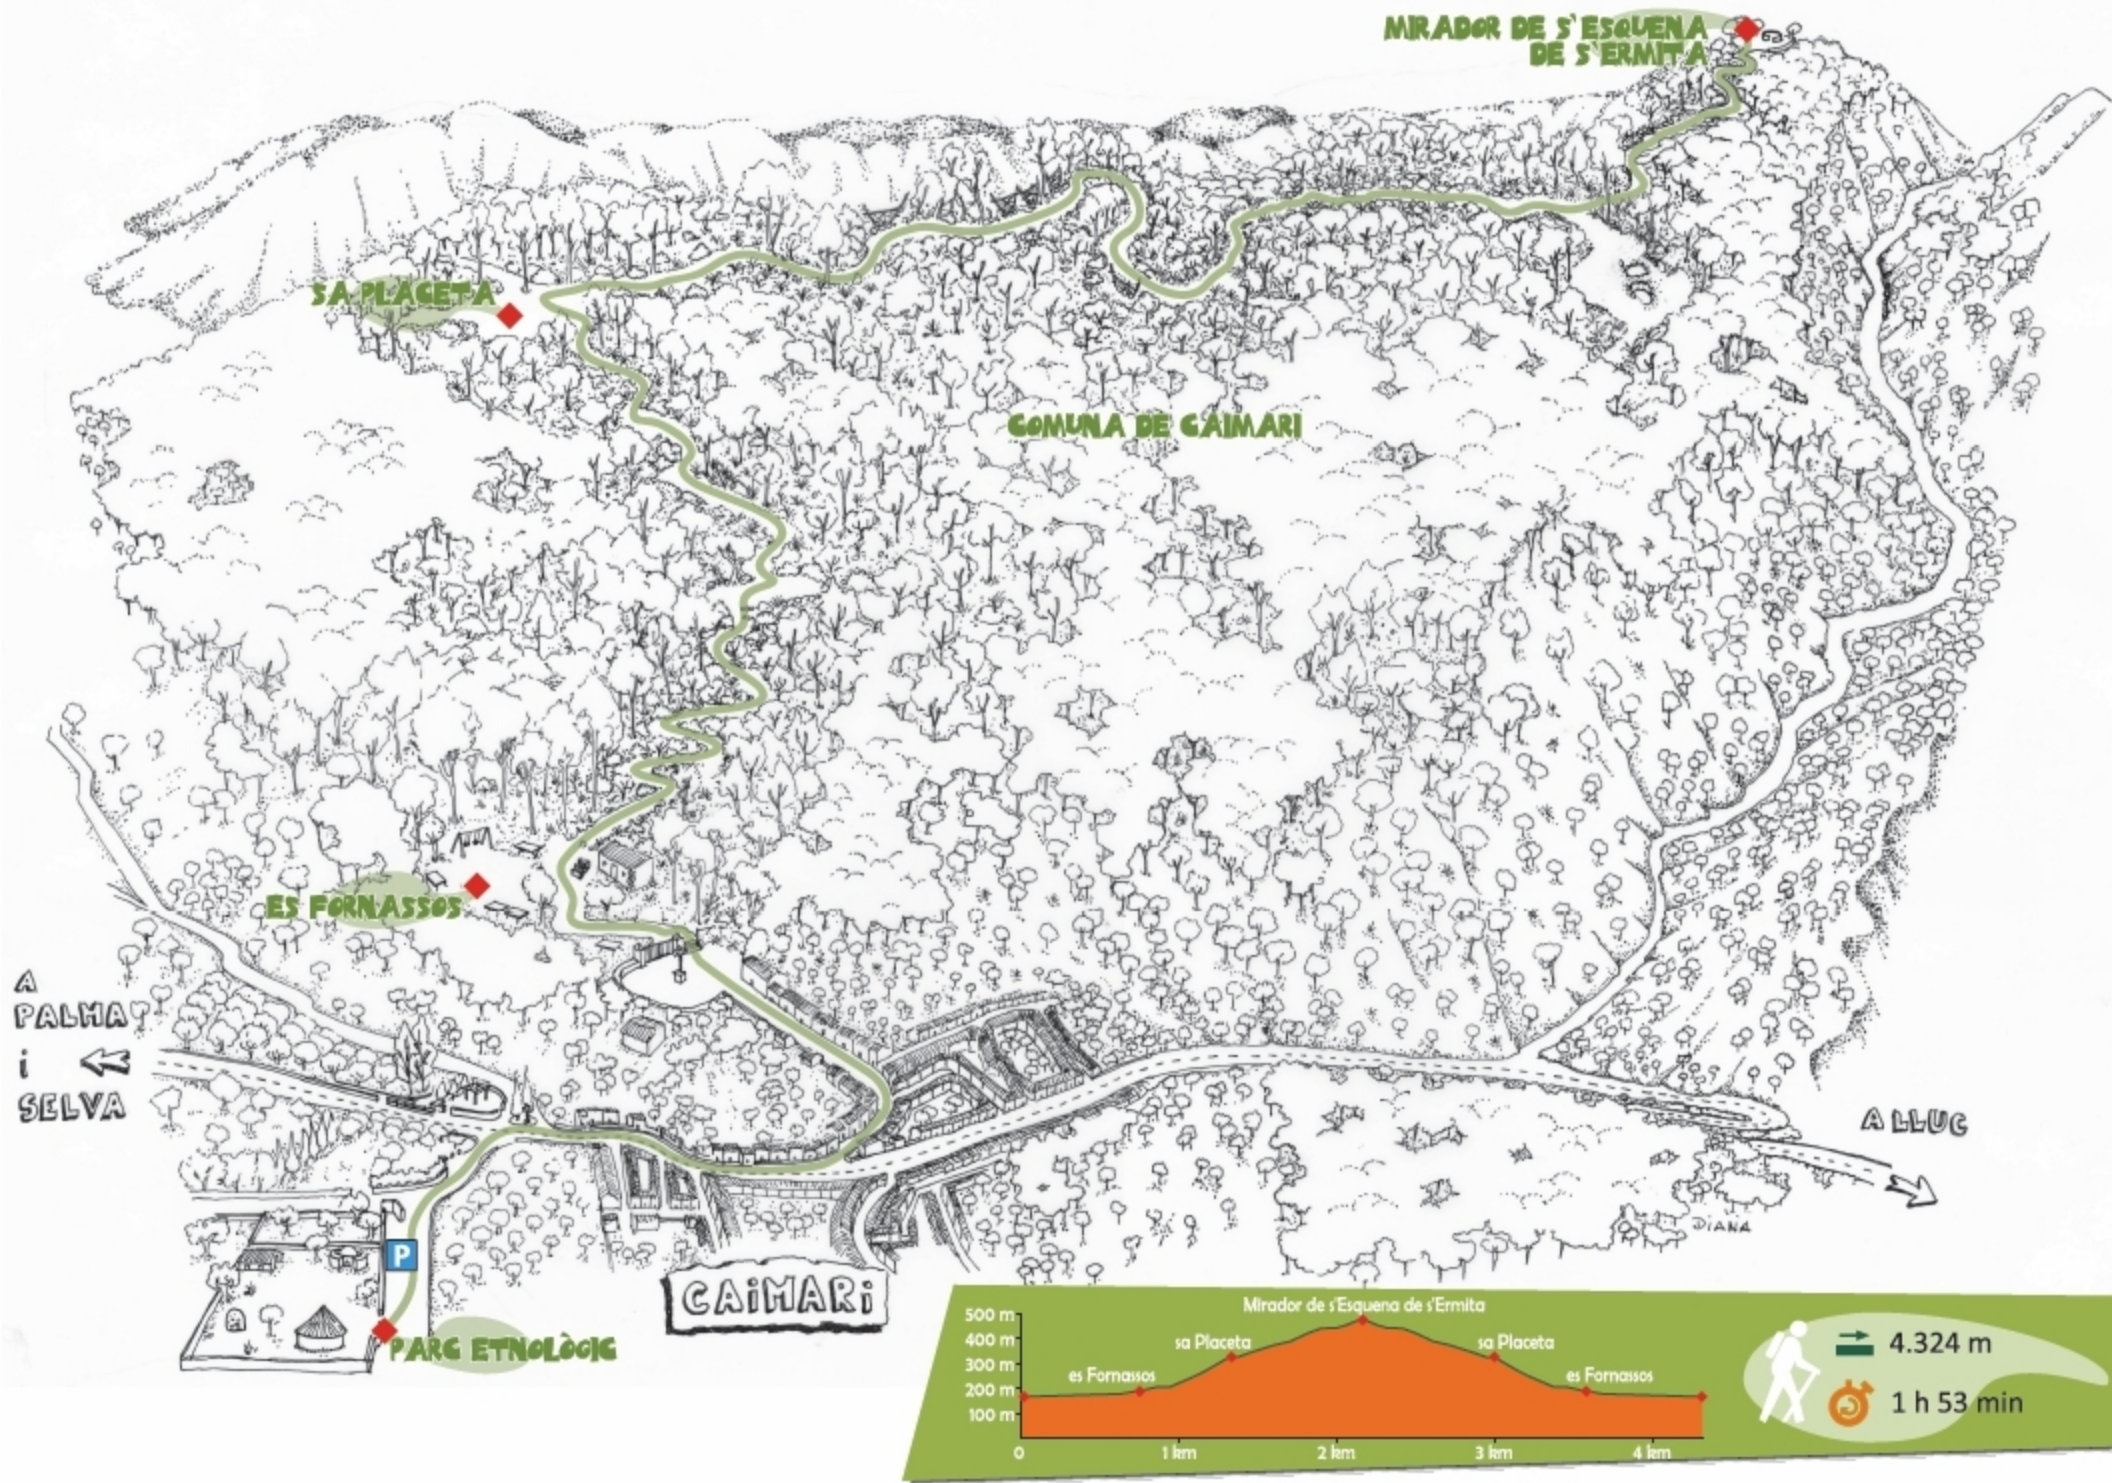 MIRADOR DE S'ESQUENA
DE S'ERMITA
SA PLACETA
COMUNA DE CAIMARI
ES FORNASSOS
A
PALMA
i
SELVA
A LLUC
DIANA
P
CAiMARi
PARC ETNOLÒGIC
Mirador de s'Esquena de s'Ermita
500 m
400 m
sa Placeta
sa Placeta
300 m
es Fornassos
es Fornassos
200 m
100 m
0
1 km
2 km
3 km
4 km
4.324 m
1 h 53 min